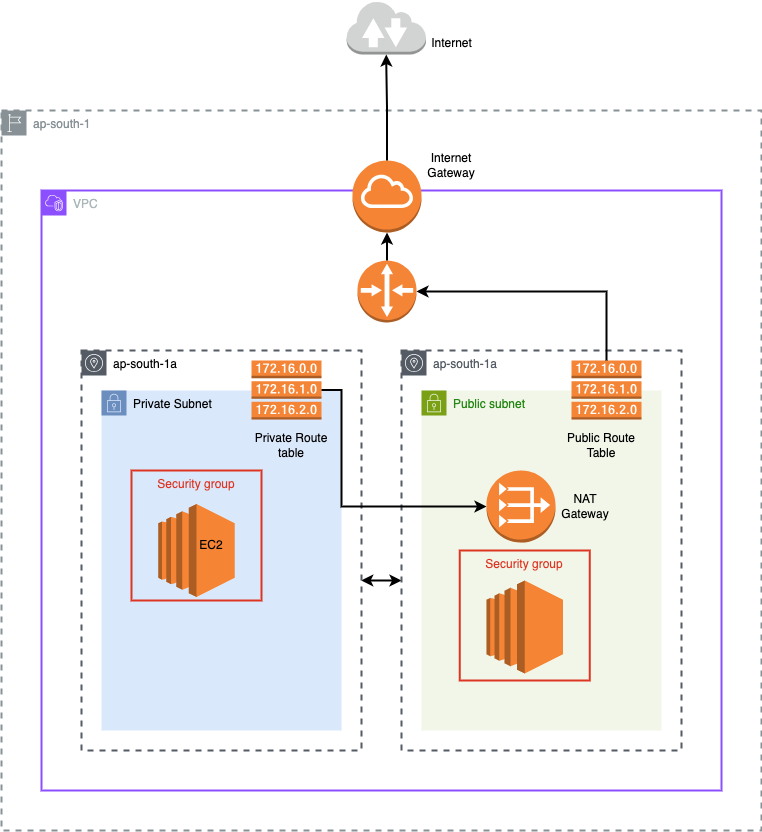 Internet
ap-south-1
Internet
Gateway
VPC
ap-south-1a
172.16.0.0
172.16.1.0
172.16.2.0
Private Subnet
Private Route
table
Security group
EC2
ap-south-1a
172.16.0.0
172.16.1.0
172.16.2.0
Public subnet
Public Route
Table
NAT
Gateway
Security group